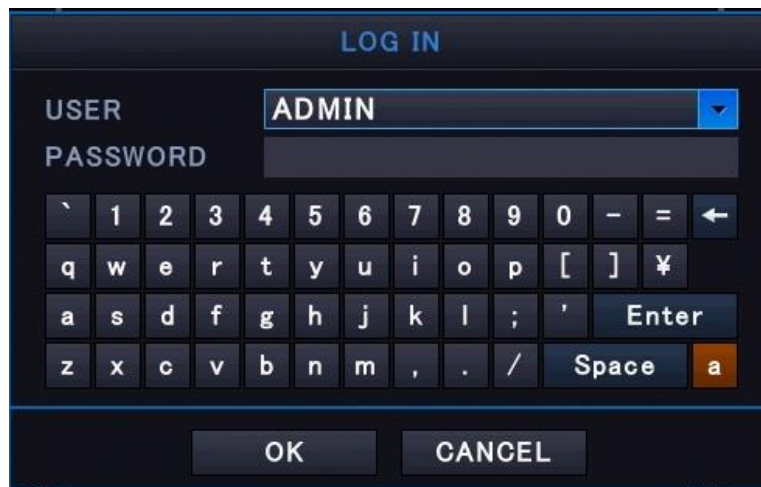 LOG IN
USER ADMIN
PASSWORD
` 1 2 3 4 5 6 7 8 9 0 - = ←
q w e r t y u i o p [ ] ¥
a s d f g h j k l ; ' Enter
z x c v b n m , . / Space a
OK CANCEL